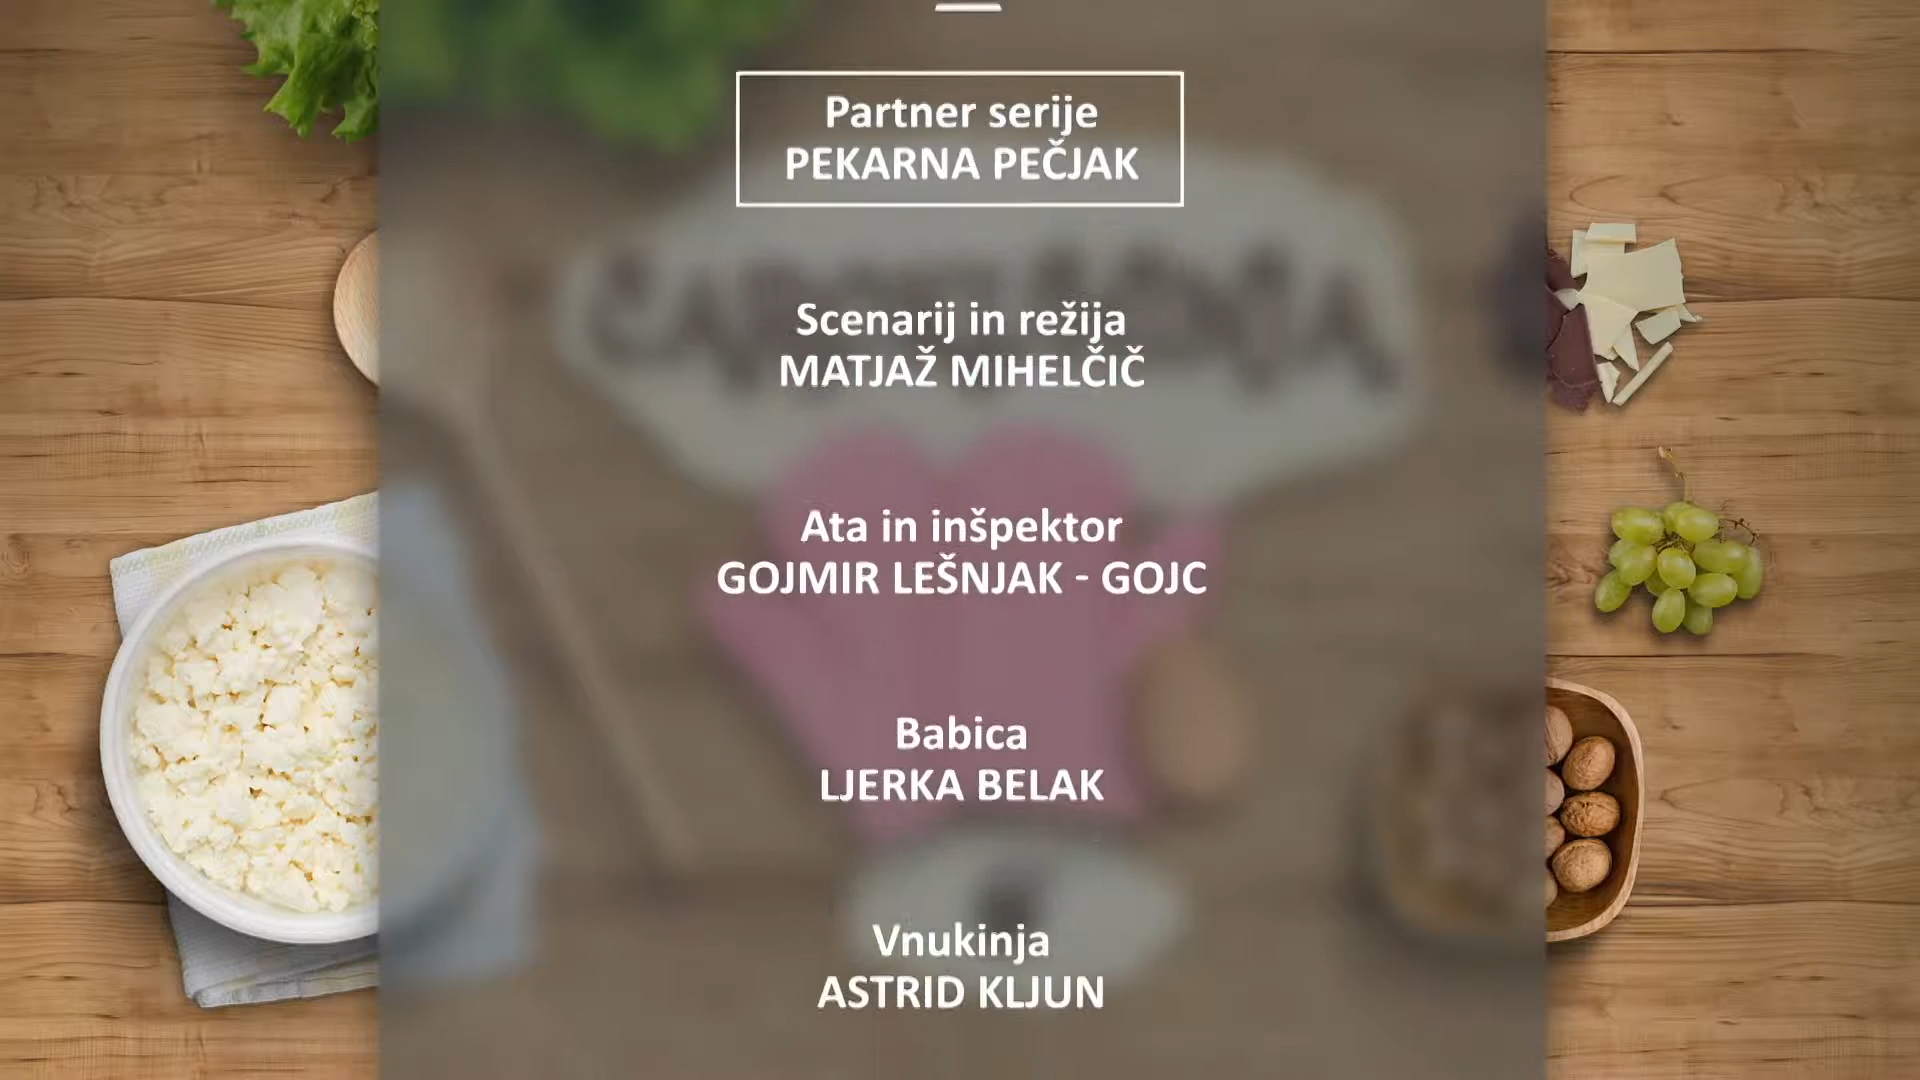 Partner serije
PEKARNA PEČJAK
Scenarij in režija
MATJAŽ MIHELČIČ
Ata in inšpektor
GOJMIR LEŠNJAK - GOJC
Babica
LJERKA BELAK
Vnukinja
ASTRID KLJUN